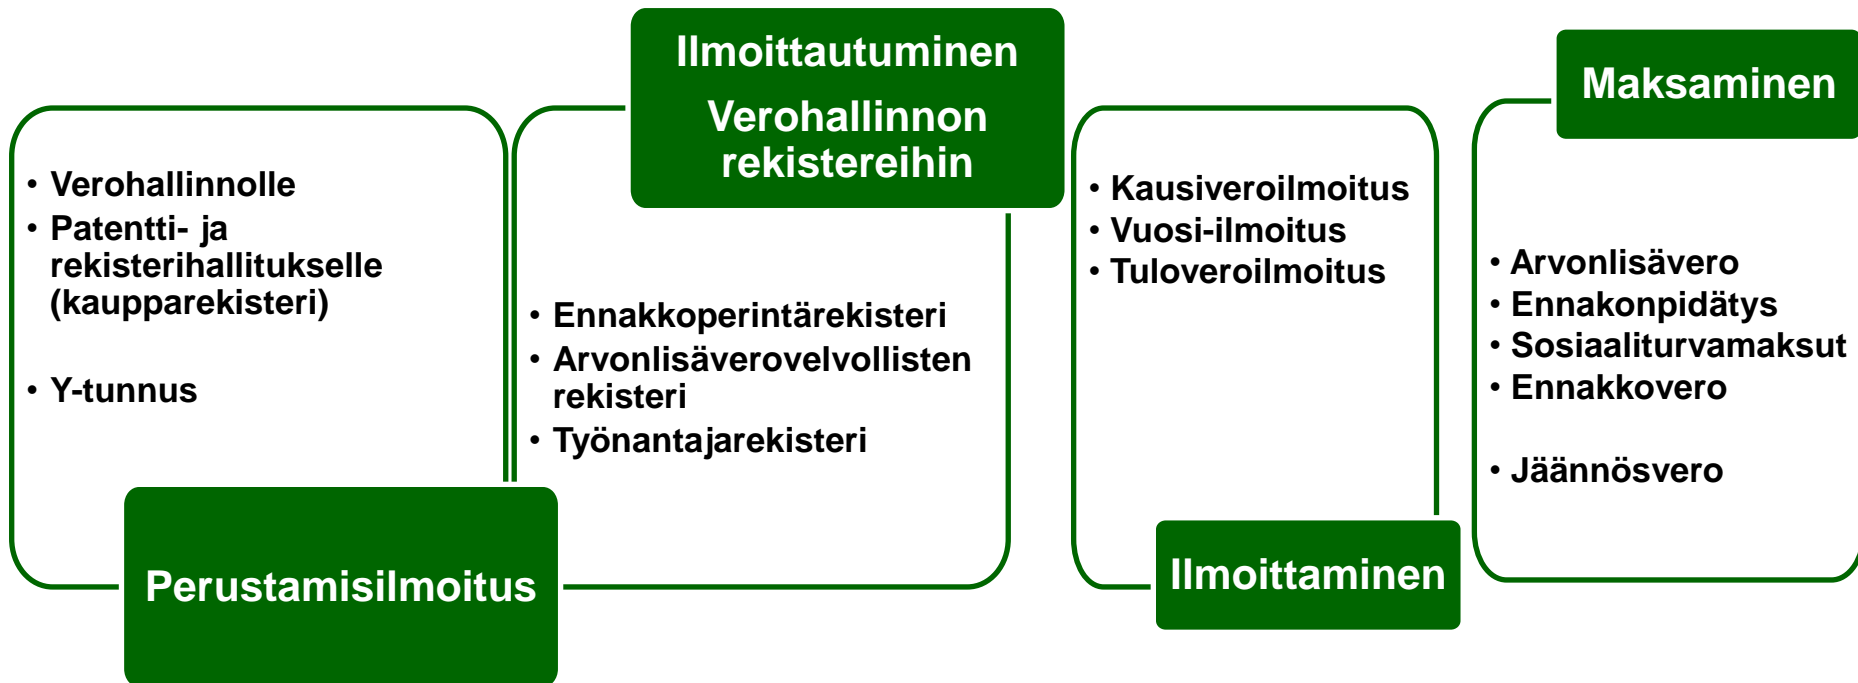 • Verohallinnolle
• Patentti- ja
rekisterihallitukselle
(kaupparekisteri)
• Y-tunnus
Perustamisilmoitus
Ilmoittautuminen
Verohallinnon
rekistereihin
• Ennakkoperintärekisteri
• Arvonlisäverovelvollisten
rekisteri
• Työnantajarekisteri
• Kausiveroilmoitus
• Vuosi-ilmoitus
• Tuloveroilmoitus
Ilmoittaminen
Maksaminen
• Arvonlisävero
• Ennakonpidätys
• Sosiaaliturvamaksut
• Ennakkovero
• Jäännösvero